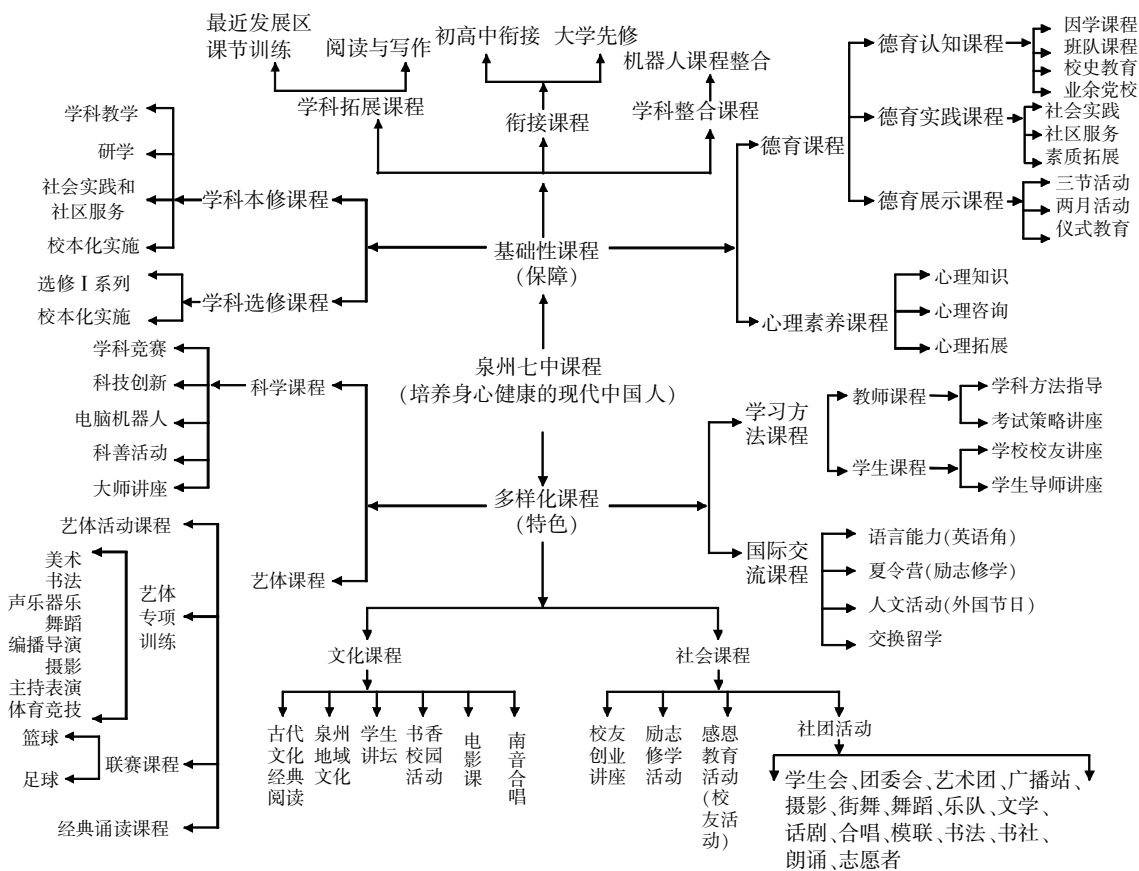 最近发展区
课节训练
阅读与写作
初高中衔接
大学先修
机器人课程整合
学科拓展课程
衔接课程
学科整合课程
学科教学
研学
社会实践和
社区服务
校本化实施
学科本修课程
选修 I 系列
校本化实施
学科选修课程
基础性课程
(保障)
德育课程
德育认知课程
因学课程
班队课程
校史教育
业余党校
德育实践课程
社会实践
社区服务
素质拓展
德育展示课程
三节活动
两月活动
仪式教育
心理素养课程
心理知识
心理咨询
心理拓展
泉州七中课程
(培养身心健康的现代中国人)
学科竞赛
科技创新
电脑机器人
科善活动
大师讲座
科学课程
学习方
法课程
教师课程
学科方法指导
考试策略讲座
学生课程
学校校友讲座
学生导师讲座
多样化课程
(特色)
国际交
流课程
语言能力(英语角)
夏令营(励志修学)
人文活动(外国节日)
交换留学
艺体课程
艺体活动课程
美术
书法
声乐器乐
舞蹈
编播导演
摄影
主持表演
体育竞技
艺体
专项
训练
篮球
足球
联赛课程
经典诵读课程
文化课程
古代
文化
经典
阅读
泉州
地域
文化
学生
讲坛
书香
校园
活动
电
影
课
南
音
合
唱
社会课程
校友
创业
讲座
励志
修学
活动
感恩
教育
活动
(校
友活
动)
社团活动
学生会、团委会、艺术团、广播站、
摄影、街舞、舞蹈、乐队、文学、
话剧、合唱、模联、书法、书社、
朗诵、志愿者